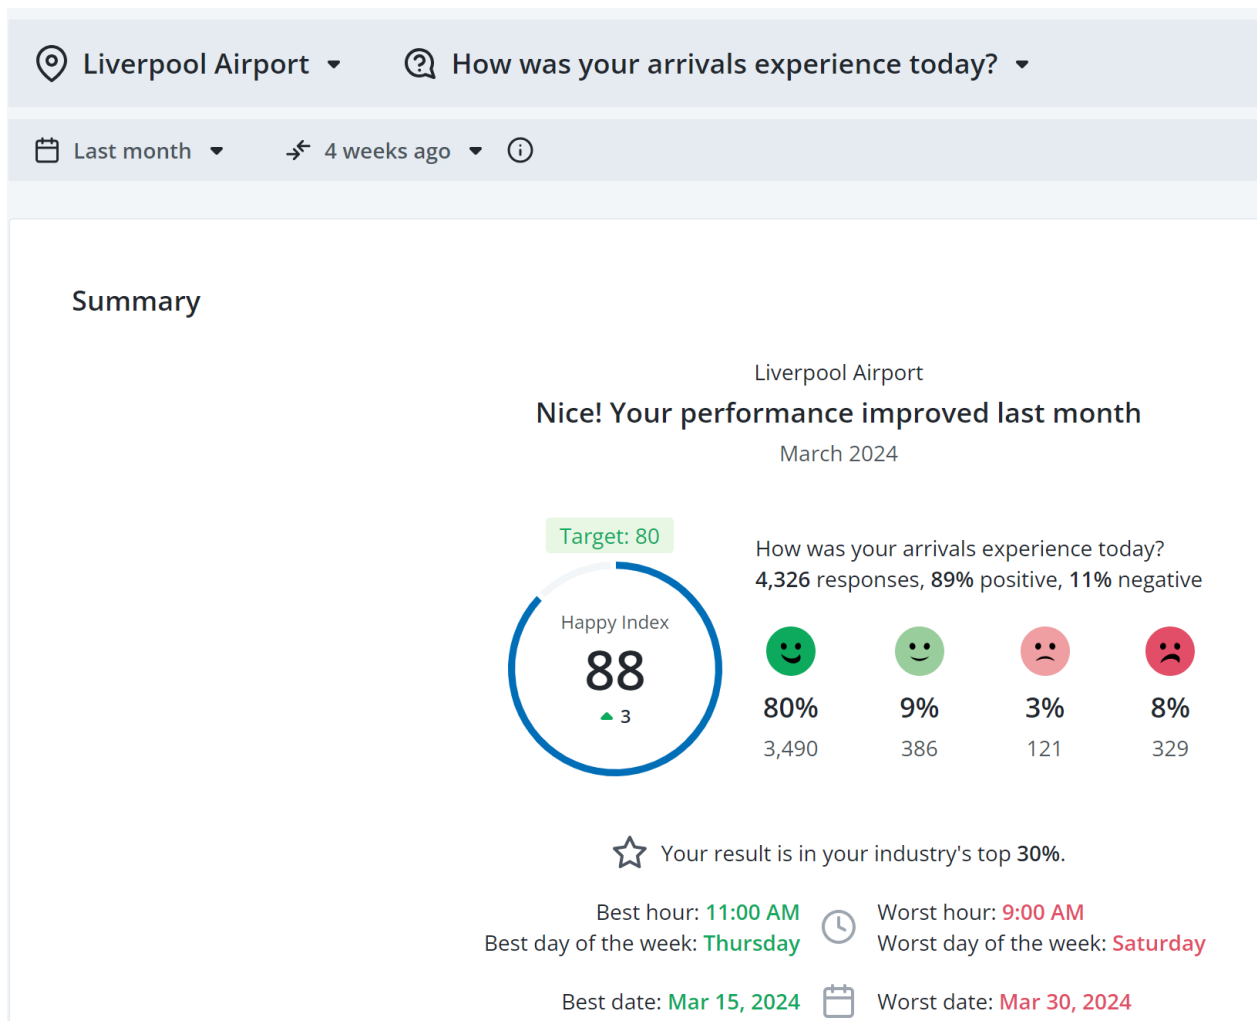 Liverpool Airport
How was your arrivals experience today?
Last month
4 weeks ago
Summary
Liverpool Airport
Nice! Your performance improved last month
March 2024
Target: 80
Happy Index
88
3
How was your arrivals experience today?
4,326 responses, 89% positive, 11% negative
80% 9% 3% 8%
3,490 386 121 329
Your result is in your industry's top 30%.
Best hour: 11:00 AM
Best day of the week: Thursday
Worst hour: 9:00 AM
Worst day of the week: Saturday
Best date: Mar 15, 2024
Worst date: Mar 30, 2024